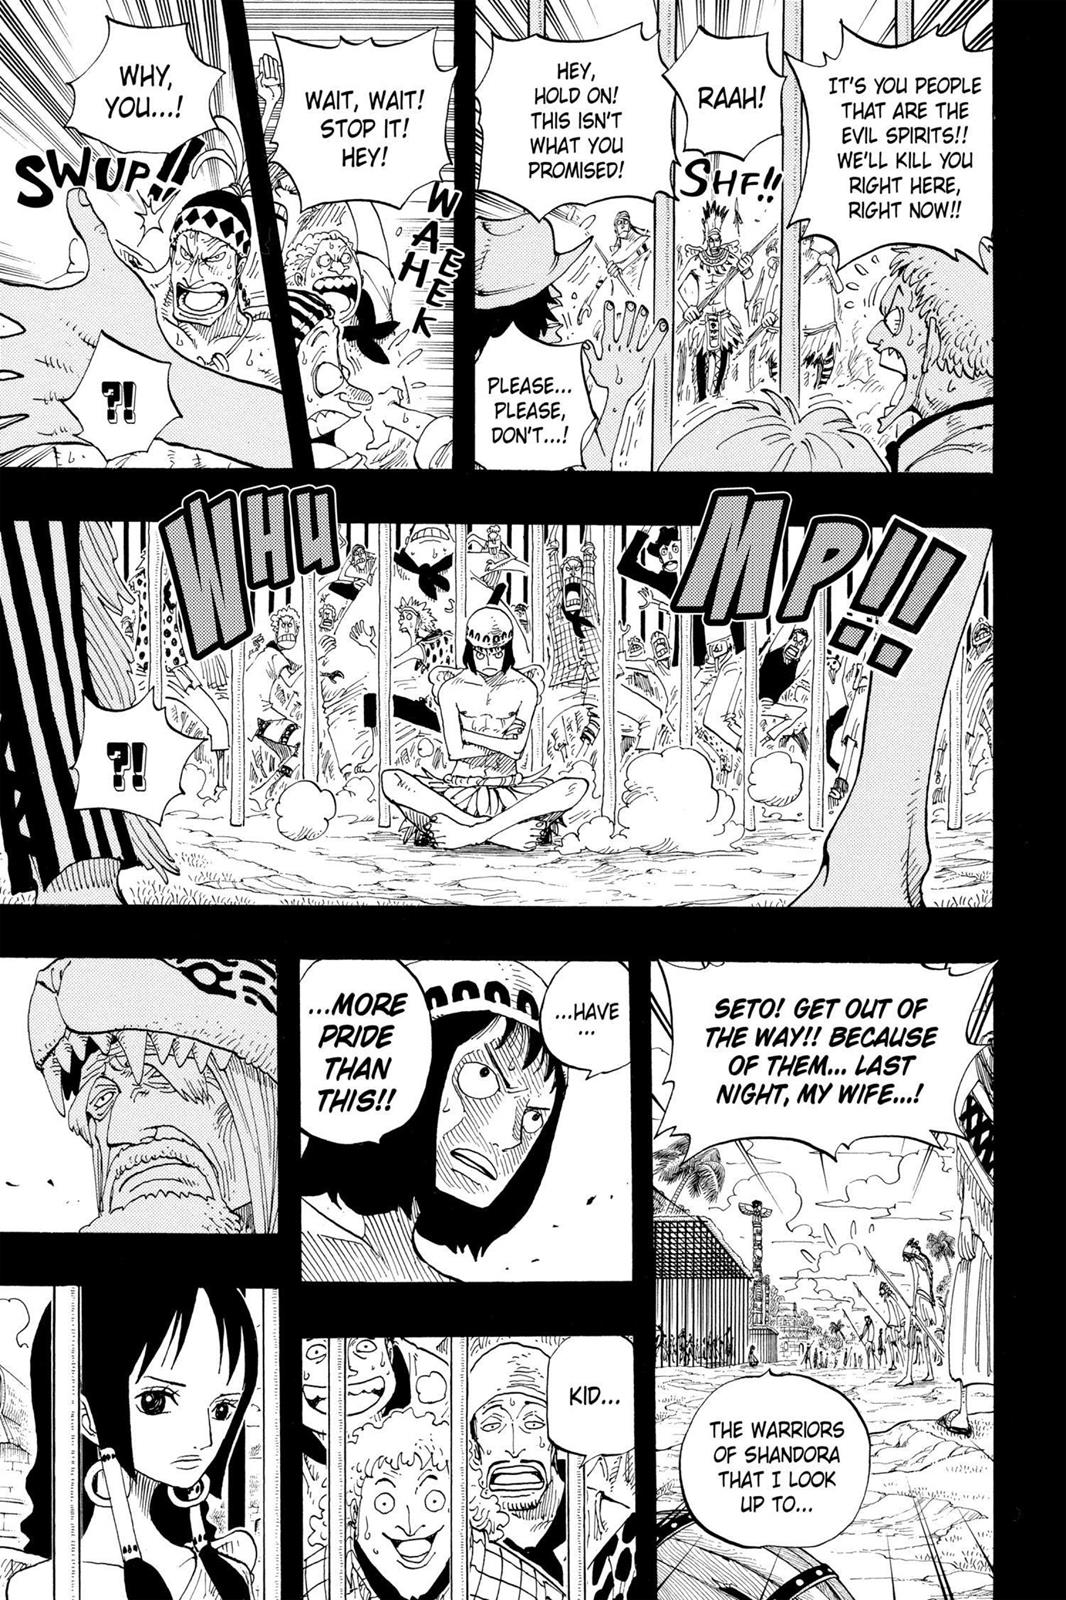 IT'S YOU PEOPLE
THAT ARE THE
EVIL SPIRITS!!
WE'LL KILL YOU
RIGHT HERE,
RIGHT NOW!!
RAAH!
SHF!!
HEY,
HOLD ON!
THIS ISN'T
WHAT YOU
PROMISED!
PLEASE...
PLEASE,
DON'T...!
WAIT, WAIT!
STOP IT!
HEY!
WAH
EEEK
WHY,
YOU...!
SWUP!!
?!
WHUMP!!
?!
SETO! GET OUT OF
THE WAY!! BECAUSE
OF THEM... LAST
NIGHT, MY WIFE...!
THE WARRIORS
OF SHANDORA
THAT I LOOK
UP TO...
...HAVE
...
...MORE
PRIDE
THAN
THIS!!
KID...